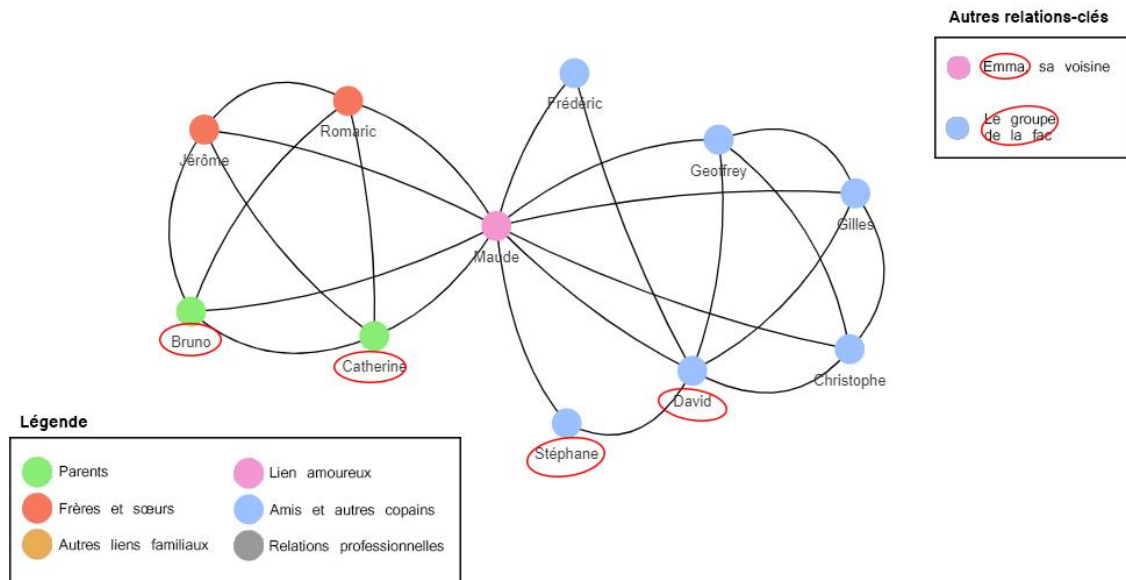 Autres relations-clés
Emma, sa voisine
Le groupe
de la fac
Frédéric
Romaric
Jérôme
Geoffrey
Gilles
Maude
Bruno
Catherine
Christophe
David
Stéphane
Légende
Parents
Lien amoureux
Frères et sœurs
Amis et autres copains
Autres liens familiaux
Relations professionnelles